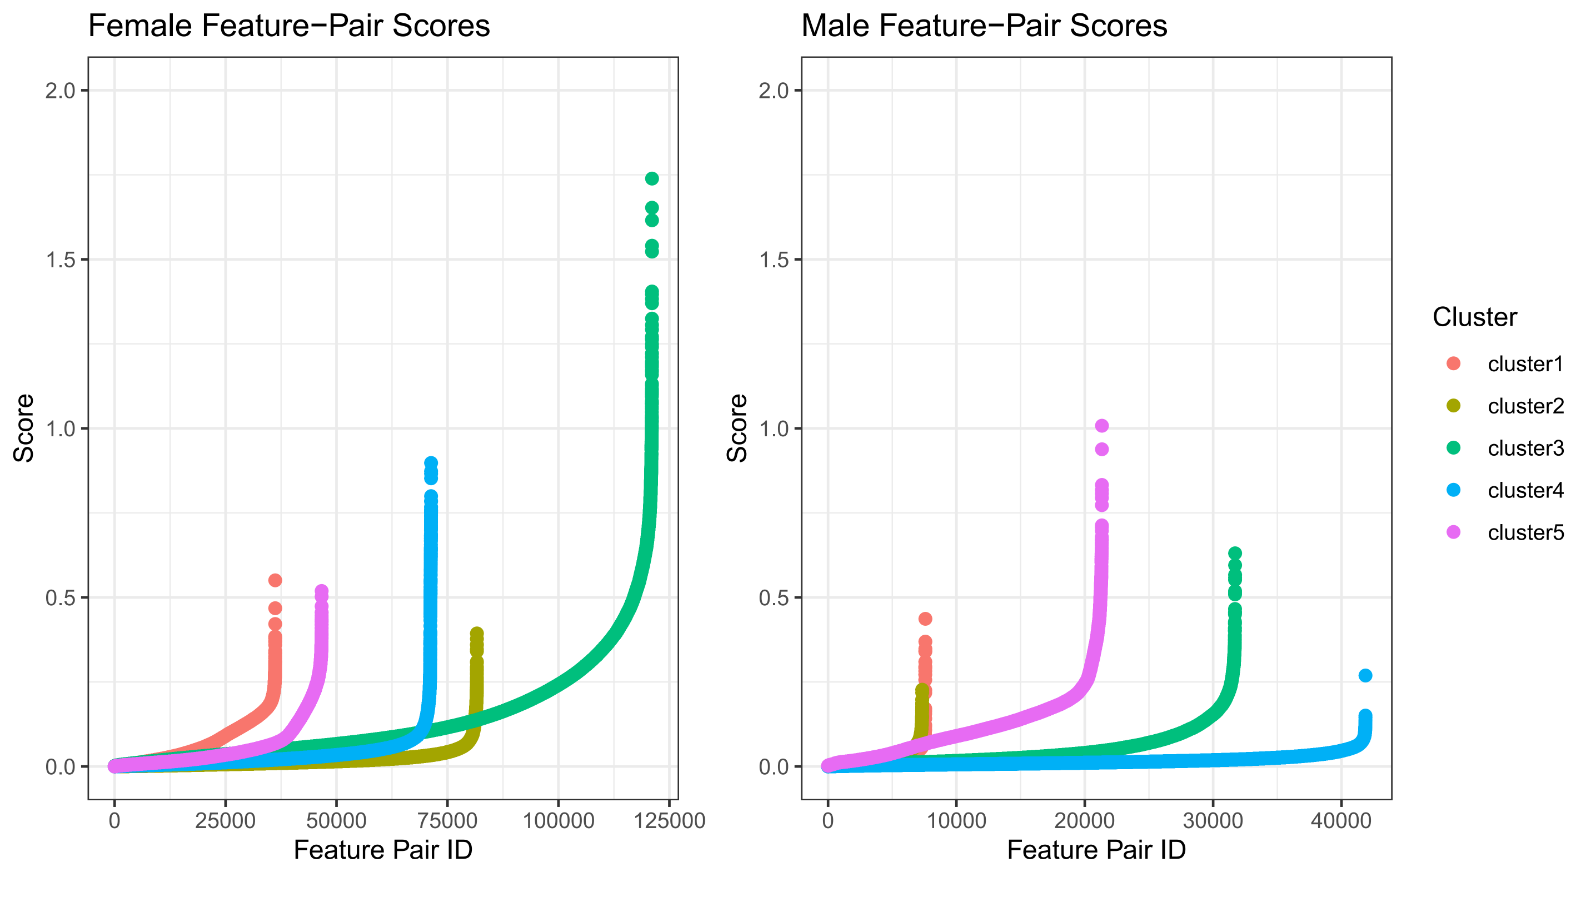 Female Feature−Pair Scores
Male Feature−Pair Scores
Score
2.0
1.5
1.0
0.5
0.0
0 25000 50000 75000 100000 125000
Feature Pair ID
Score
2.0
1.5
1.0
0.5
0.0
0 10000 20000 30000 40000
Feature Pair ID
Cluster
cluster1
cluster2
cluster3
cluster4
cluster5